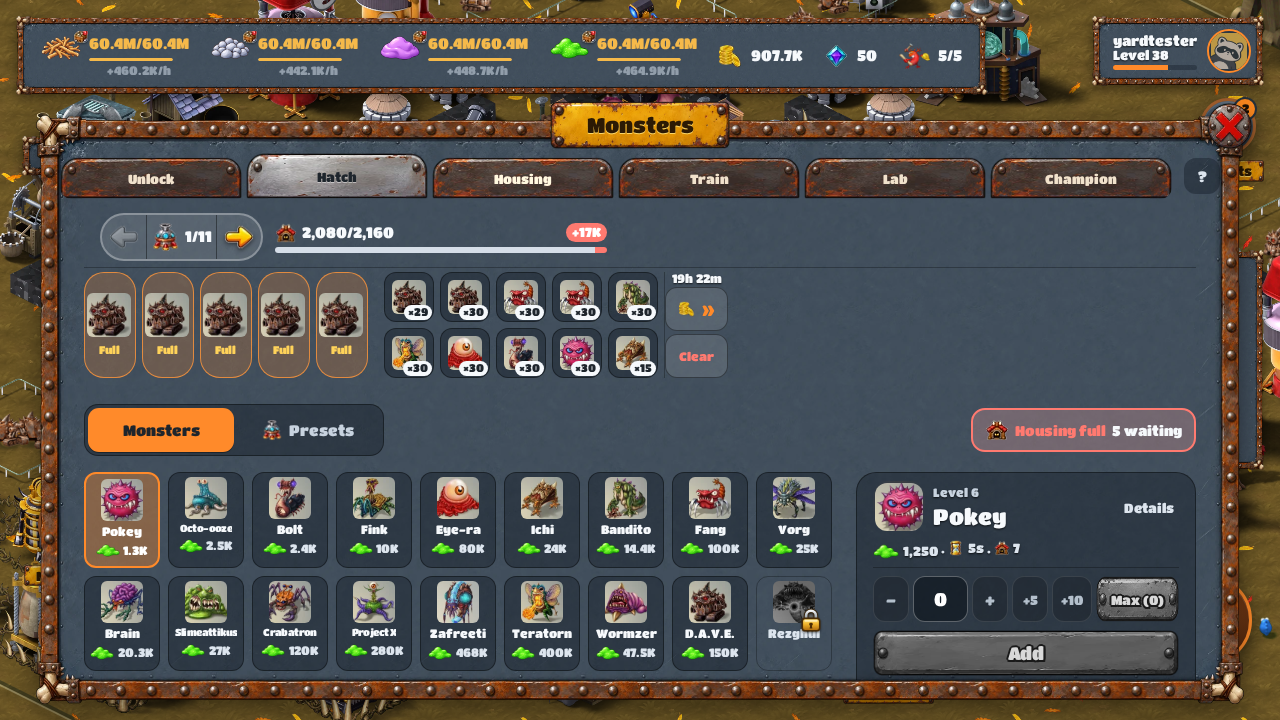 60.4M/60.4M 60.4M/60.4M 60.4M/60.4M 60.4M/60.4M 907.7K 50 5/5
+460.2K/h +442.1K/h +448.7K/h +464.9K/h
yardtester
Level 38
Monsters
Unlock Hatch Housing Train Lab Champion ?
1/11 2,080/2,160 +17K
Full Full Full Full Full
×29 ×30 ×30 ×30 ×30
×30 ×30 ×30 ×30 ×15
19h 22m
Clear
Monsters Presets
Housing full 5 waiting
Pokey Octo-ooze Bolt Fink Eye-ra Ichi Bandito Fang Vorg
1.3K 2.5K 2.4K 10K 80K 24K 14.4K 100K 25K
Brain Slimeattikus Crabatron Project X Zafreeti Teratorn Wormzer D.A.V.E. Rezghul
20.3K 27K 120K 280K 468K 400K 47.5K 150K
Level 6
Pokey
Details
1,250 · 5s · 7
- 0 + +5 +10 Max (0)
Add